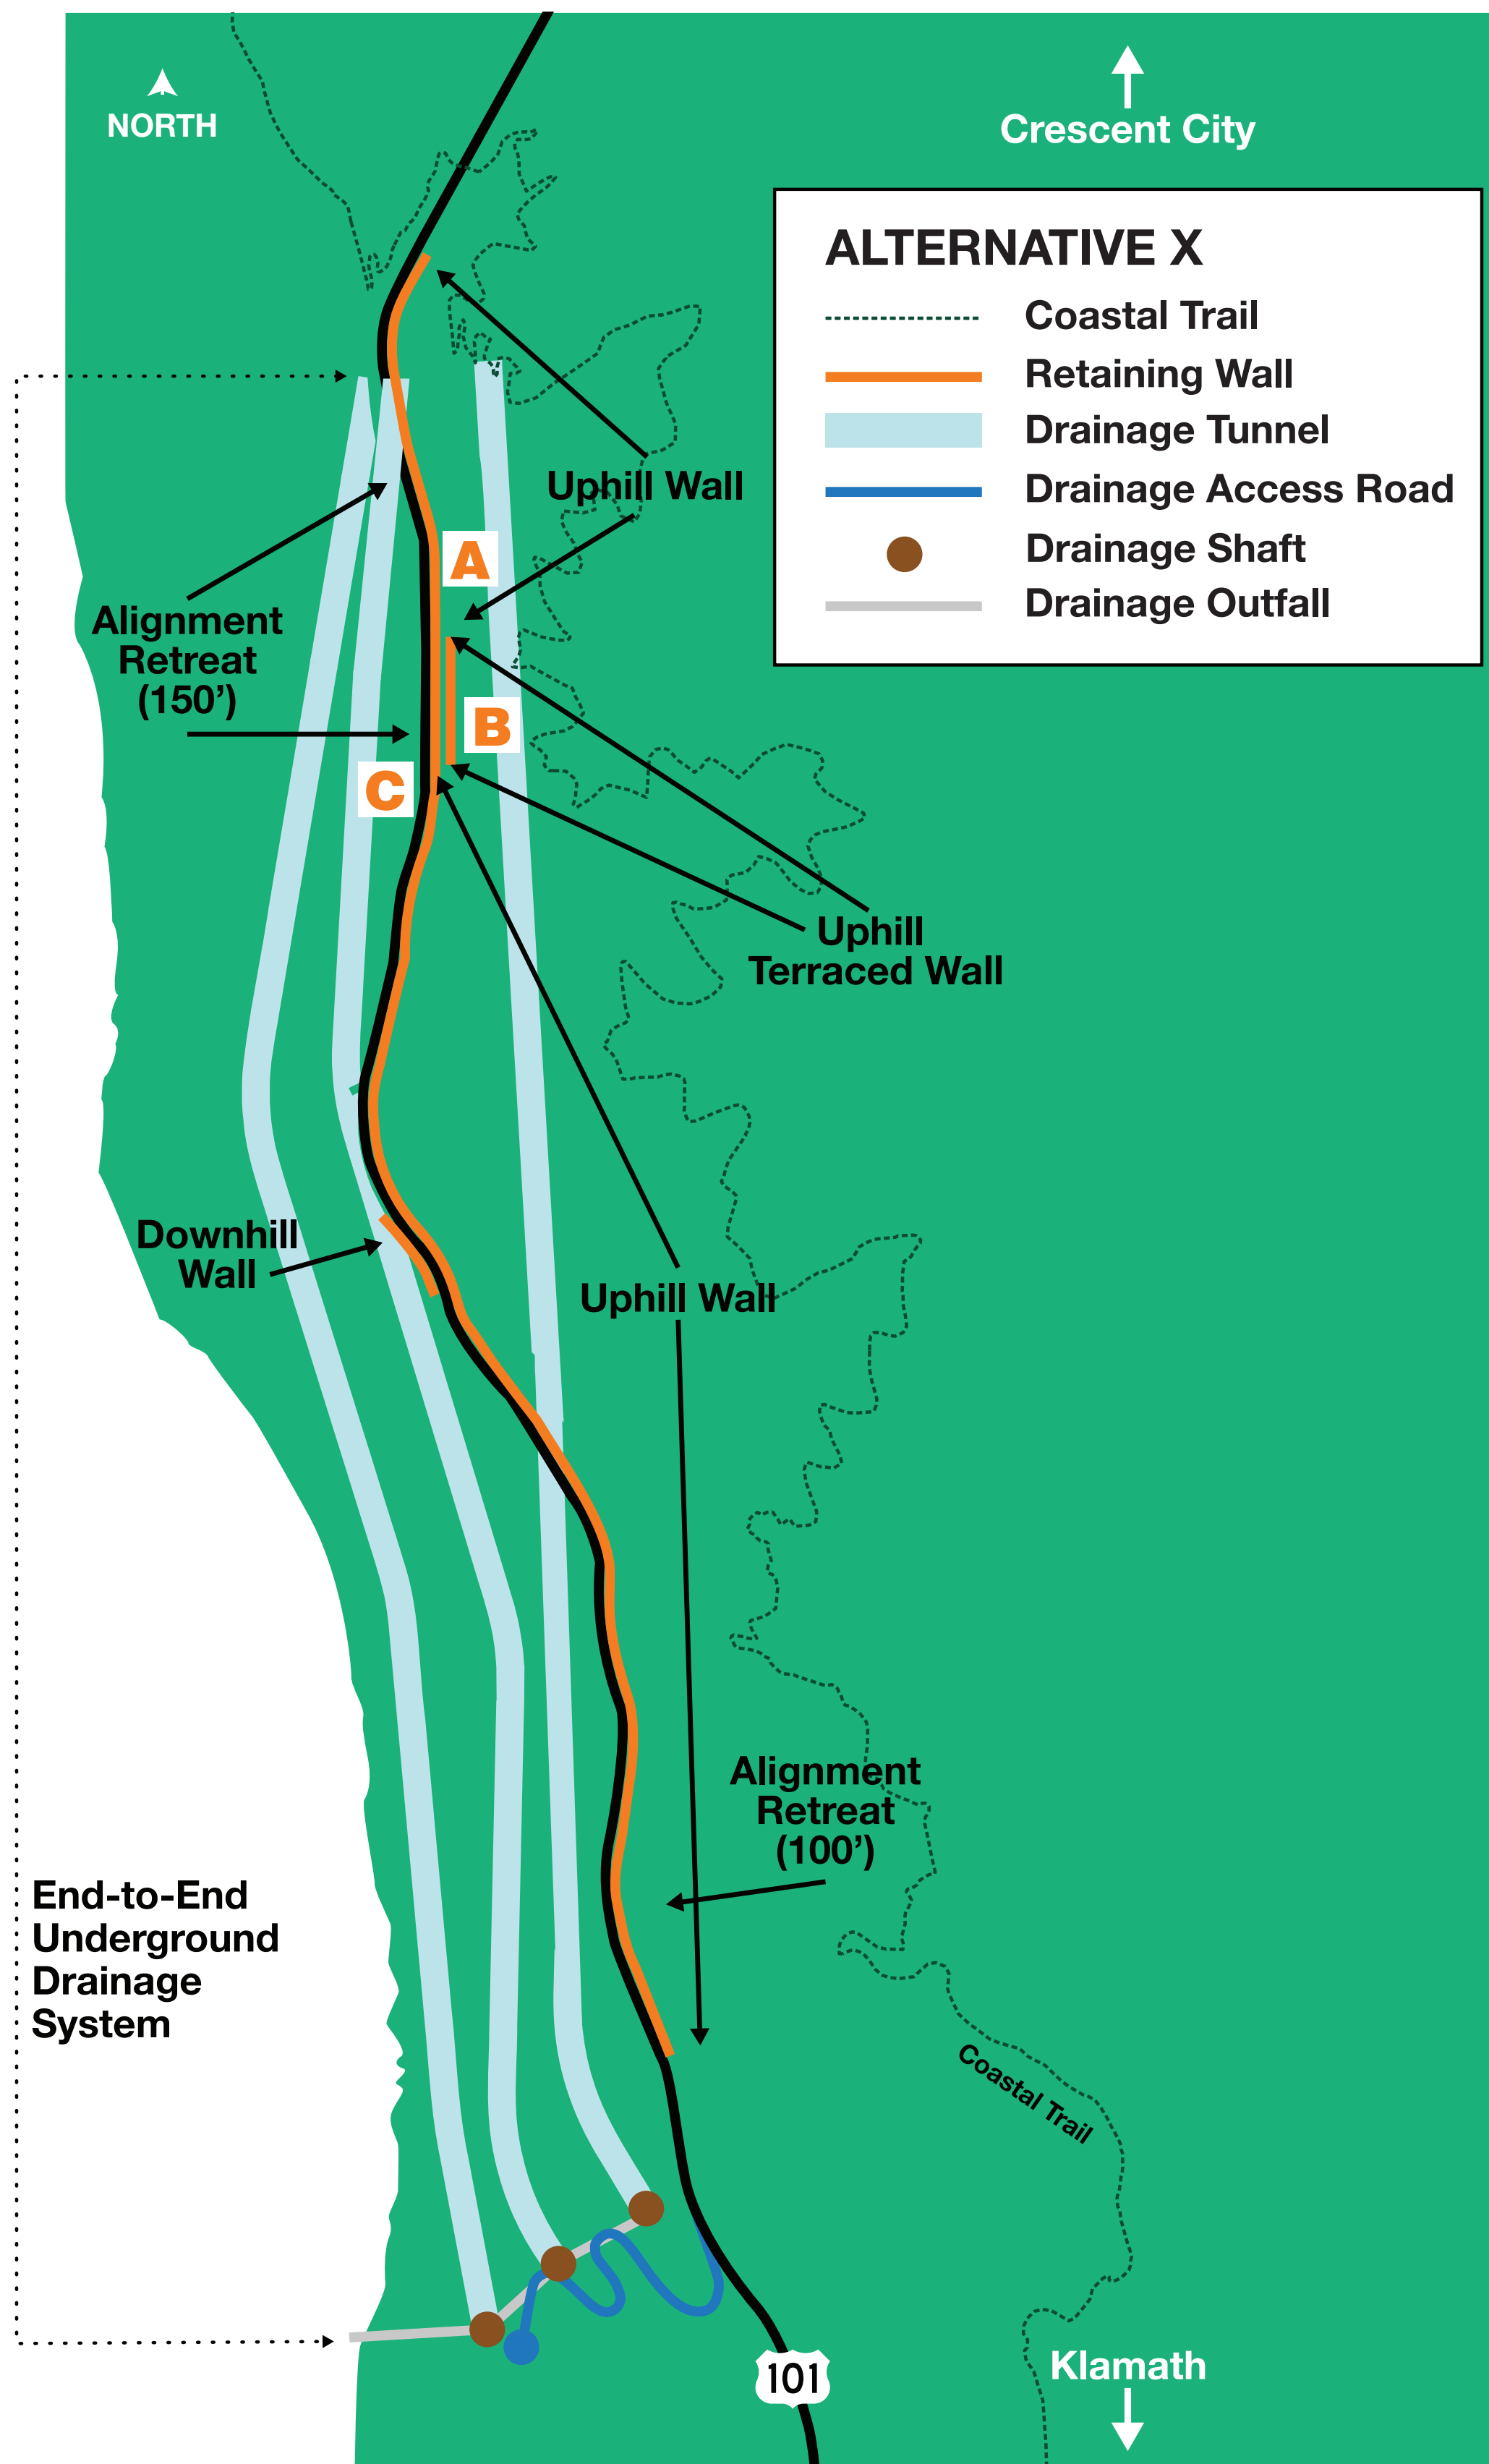 NORTH
Crescent City
ALTERNATIVE X
Coastal Trail
Retaining Wall
Drainage Tunnel
Drainage Access Road
Drainage Shaft
Drainage Outfall
Uphill Wall
A
Alignment
Retreat
(150’)
B
C
Uphill
Terraced Wall
Downhill
Wall
Uphill Wall
Alignment
Retreat
(100’)
End-to-End
Underground
Drainage
System
Coastal Trail
101
Klamath